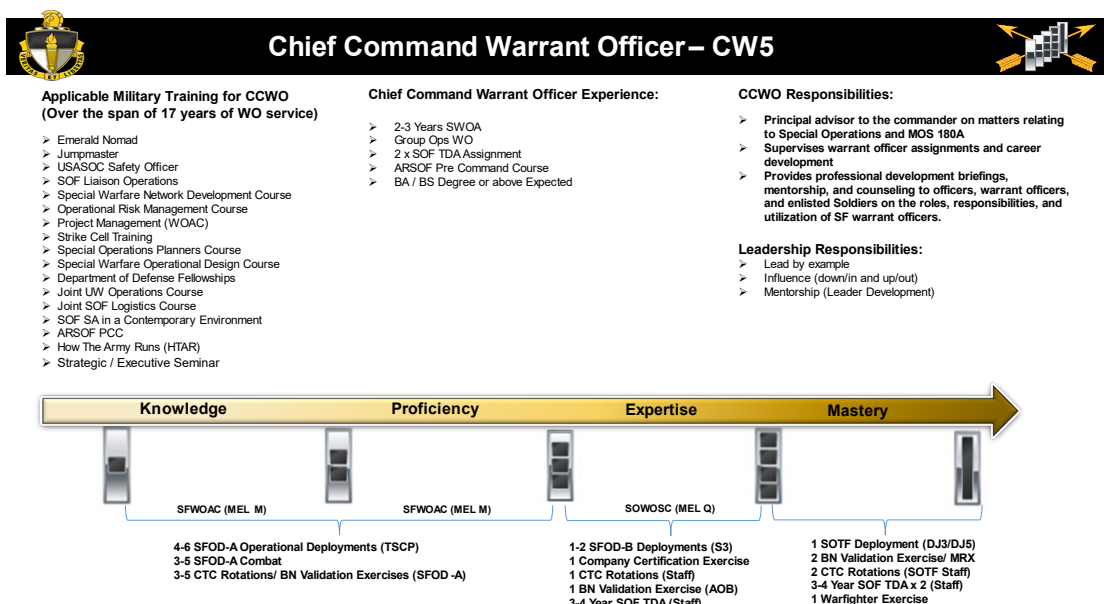 Chief Command Warrant Officer – CW5
Applicable Military Training for CCWO
(Over the span of 17 years of WO service)
➢ Emerald Nomad
➢ Jumpmaster
➢ USASOC Safety Officer
➢ SOF Liaison Operations
➢ Special Warfare Network Development Course
➢ Operational Risk Management Course
➢ Project Management (WOAC)
➢ Strike Cell Training
➢ Special Operations Planners Course
➢ Special Warfare Operational Design Course
➢ Department of Defense Fellowships
➢ Joint UW Operations Course
➢ Joint SOF Logistics Course
➢ SOF SA in a Contemporary Environment
➢ ARSOF PCC
➢ How The Army Runs (HTAR)
➢ Strategic / Executive Seminar
Chief Command Warrant Officer Experience:
➢ 2-3 Years SWOA
➢ Group Ops WO
➢ 2 x SOF TDA Assignment
➢ ARSOF Pre Command Course
➢ BA / BS Degree or above Expected
CCWO Responsibilities:
➢ Principal advisor to the commander on matters relating
to Special Operations and MOS 180A
➢ Supervises warrant officer assignments and career
development
➢ Provides professional development briefings,
mentorship, and counseling to officers, warrant officers,
and enlisted Soldiers on the roles, responsibilities, and
utilization of SF warrant officers.
Leadership Responsibilities:
➢ Lead by example
➢ Influence (down/in and up/out)
➢ Mentorship (Leader Development)
Knowledge Proficiency Expertise Mastery
SFWOAC (MEL M) SFWOAC (MEL M) SOWOSC (MEL Q)
4-6 SFOD-A Operational Deployments (TSCP)
3-5 SFOD-A Combat
3-5 CTC Rotations/ BN Validation Exercises (SFOD-A)
1-2 SFOD-B Deployments (S3)
1 Company Certification Exercise
1 CTC Rotations (Staff)
1 BN Validation Exercise (AOB)
3-4 Year SOF TDA (Staff)
1 SOTF Deployment (DJ3/DJ5)
2 BN Validation Exercise/ MRX
2 CTC Rotations (SOTF Staff)
3-4 Year SOF TDA x 2 (Staff)
1 Warfighter Exercise